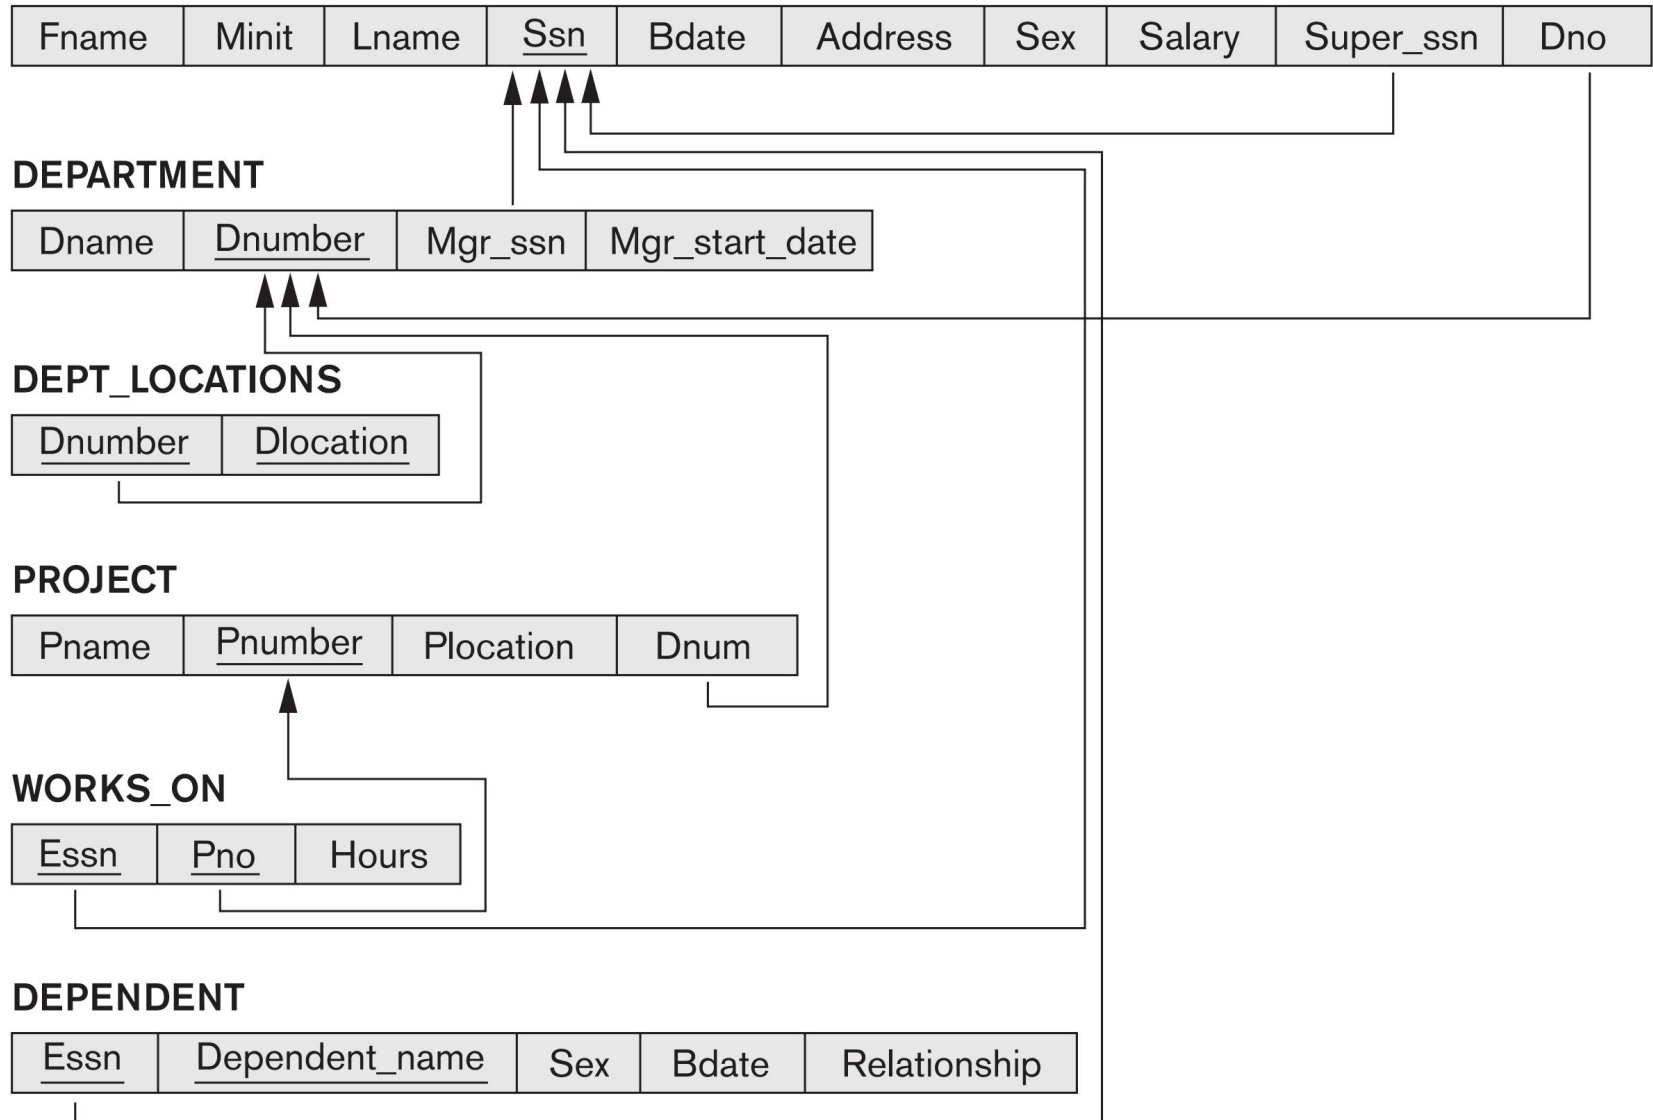 Fname Minit Lname Ssn Bdate Address Sex Salary Super_ssn Dno
DEPARTMENT
Dname Dnumber Mgr_ssn Mgr_start_date
DEPT_LOCATIONS
Dnumber Dlocation
PROJECT
Pname Pnumber Plocation Dnum
WORKS_ON
Essn Pno Hours
DEPENDENT
Essn Dependent_name Sex Bdate Relationship